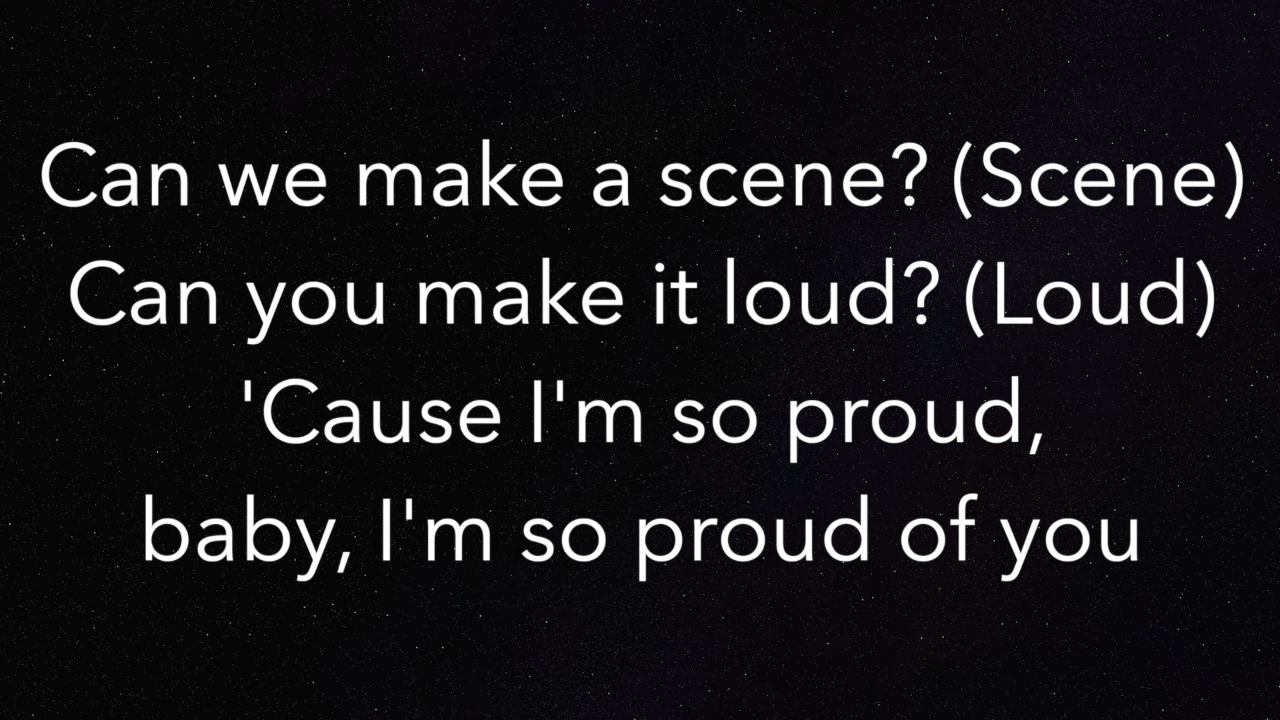 Can we make a scene? (Scene)
Can you make it loud? (Loud)
'Cause I'm so proud,
baby, I'm so proud of you